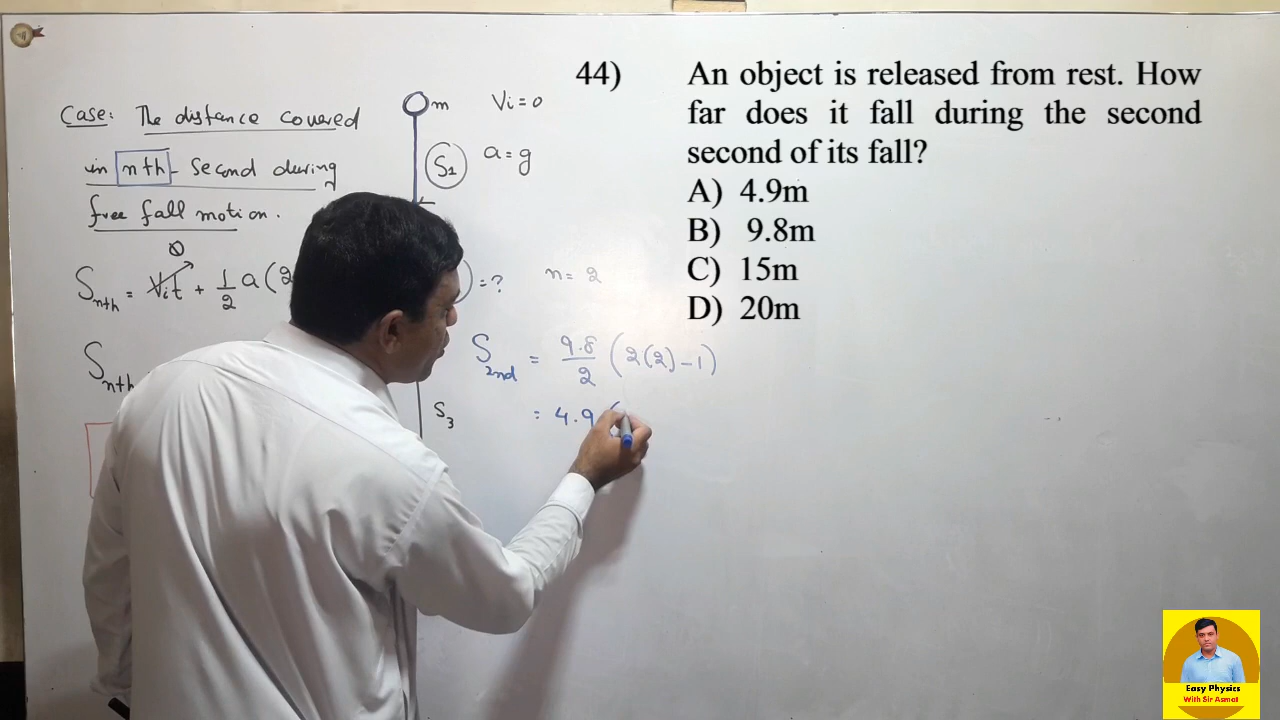 Case: The distance covered
in nth - second during
free fall motion.
0
Snth = Vit + 1/2 a (2
Snth
m
Vi = 0
S1
a = g
) = ?
n = 2
S2nd = 9.8/2 (2(2) - 1)
= 4.9 (
S3
44) An object is released from rest. How
far does it fall during the second
second of its fall?
A) 4.9m
B) 9.8m
C) 15m
D) 20m
Easy Physics
With Sir Asmat